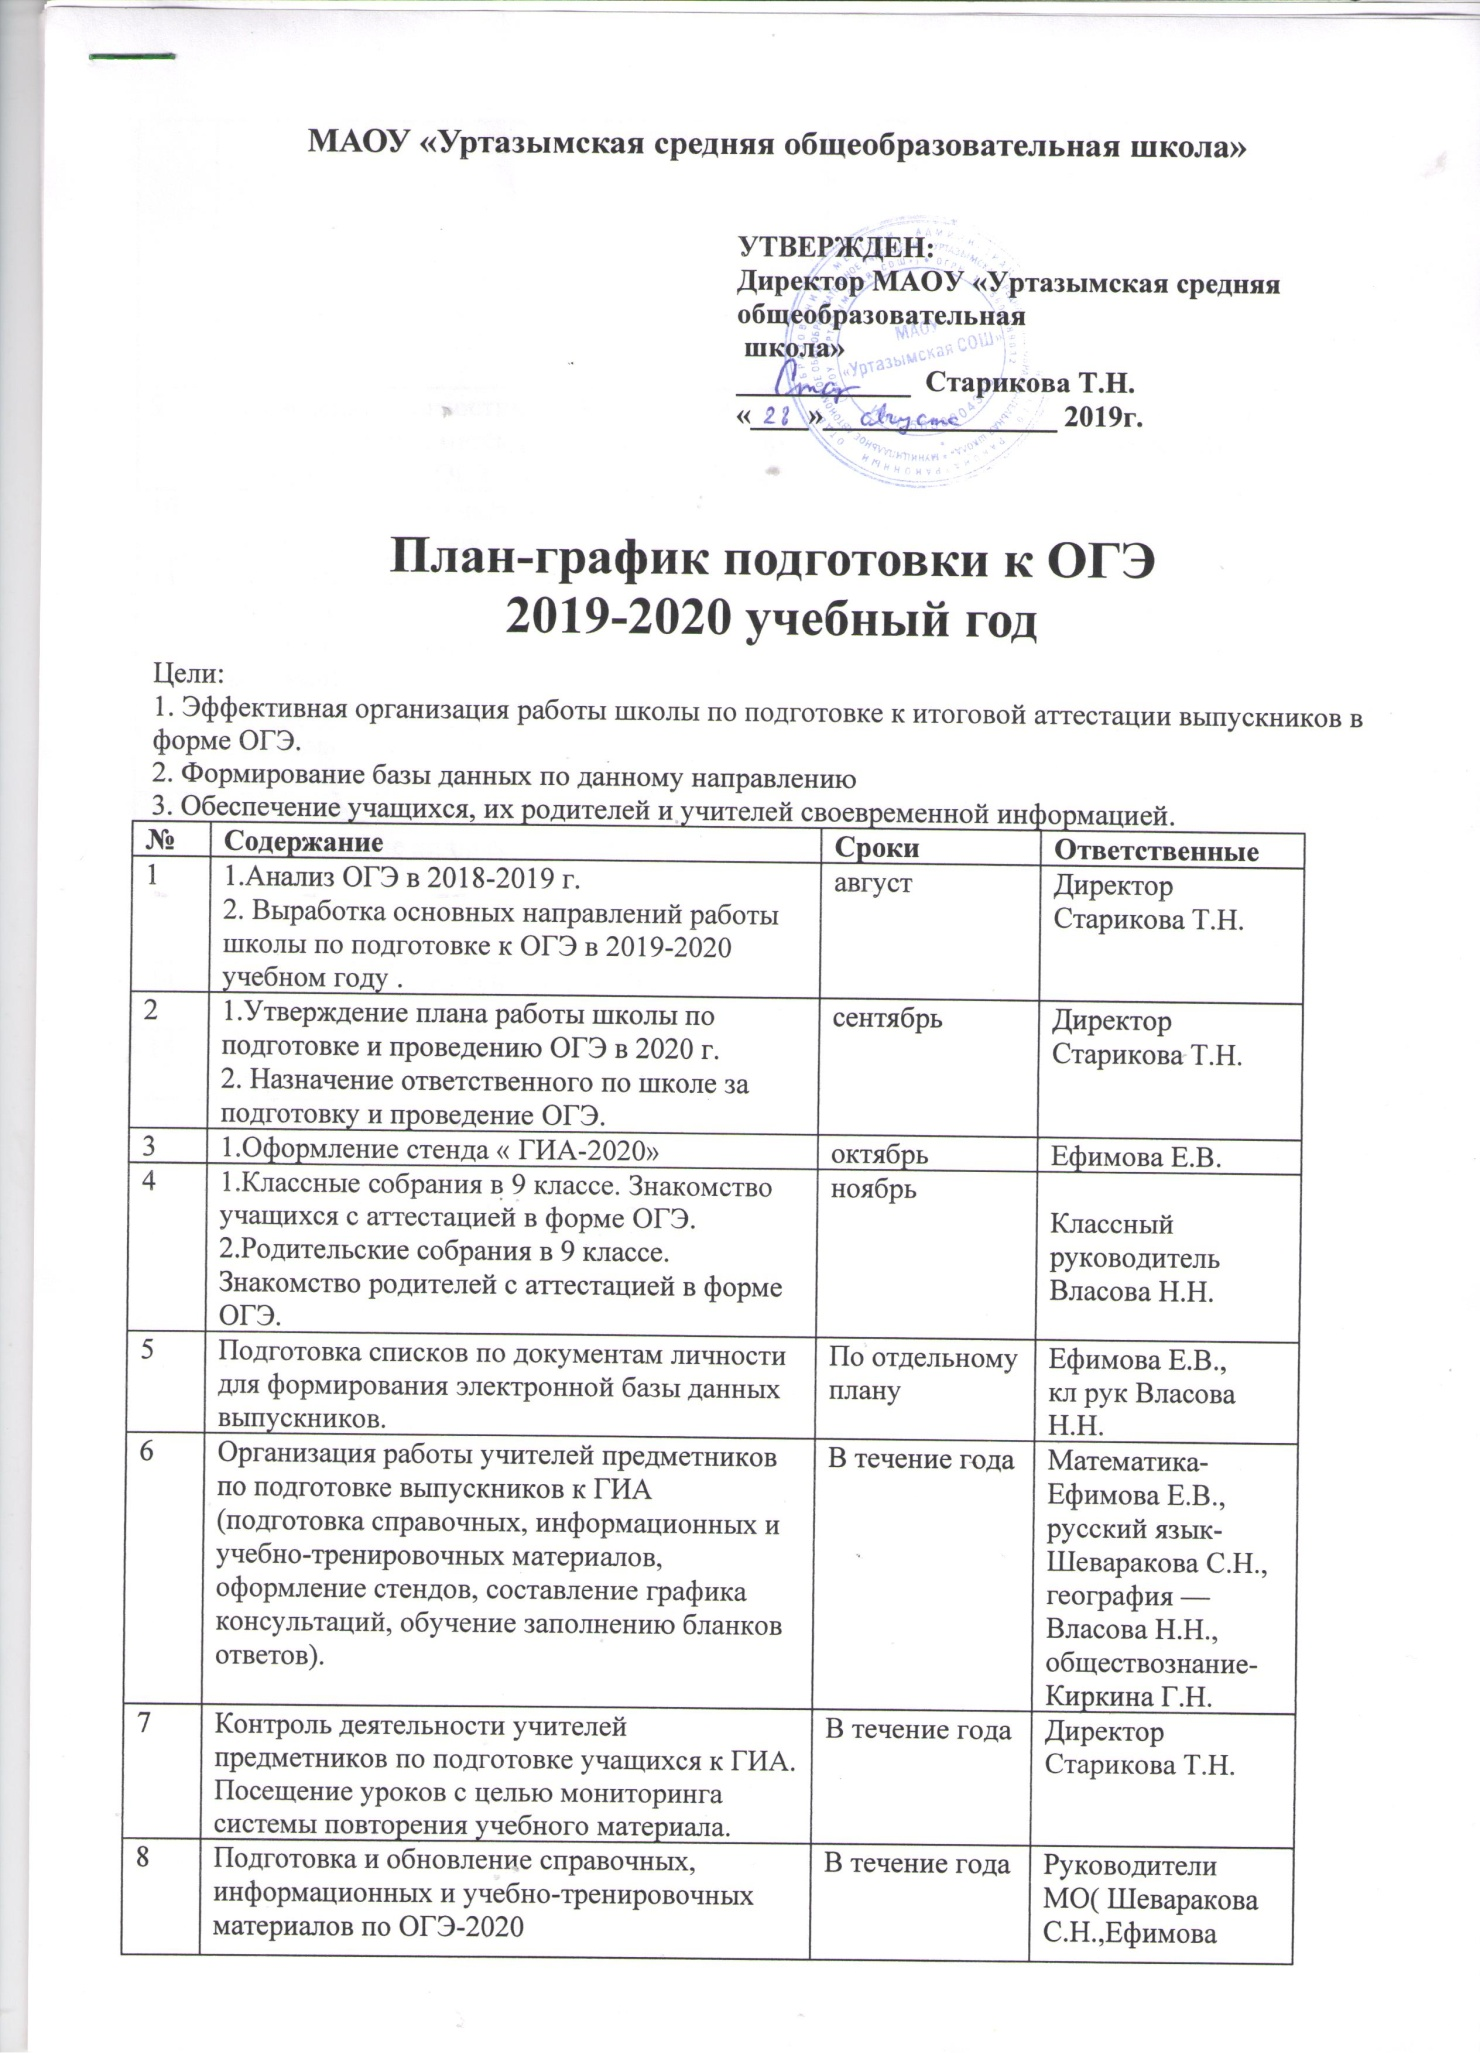 МАОУ «Уртазымская средняя общеобразовательная школа»
УТВЕРЖДЕН:
Директор МАОУ «Уртазымская средняя
общеобразовательная
школа»
Старикова Т.Н.
«28» августа 2019г.
МАОУ
«Уртазымская СОШ»
План-график подготовки к ОГЭ
2019-2020 учебный год
Цели:
1. Эффективная организация работы школы по подготовке к итоговой аттестации выпускников в
форме ОГЭ.
2. Формирование базы данных по данному направлению
3. Обеспечение учащихся, их родителей и учителей своевременной информацией.
№ Содержание Сроки Ответственные
1 1.Анализ ОГЭ в 2018-2019 г. август Директор
2. Выработка основных направлений работы Старикова Т.Н.
школы по подготовке к ОГЭ в 2019-2020
учебном году .
2 1.Утверждение плана работы школы по сентябрь Директор
подготовке и проведению ОГЭ в 2020 г. Старикова Т.Н.
2. Назначение ответственного по школе за
подготовку и проведение ОГЭ.
3 1.Оформление стенда « ГИА-2020» октябрь Ефимова Е.В.
4 1.Классные собрания в 9 классе. Знакомство ноябрь
учащихся с аттестацией в форме ОГЭ. Классный
2.Родительские собрания в 9 классе. руководитель
Знакомство родителей с аттестацией в форме Власова Н.Н.
ОГЭ.
5 Подготовка списков по документам личности По отдельному Ефимова Е.В.,
для формирования электронной базы данных плану кл рук Власова
выпускников. Н.Н.
6 Организация работы учителей предметников В течение года Математика-
по подготовке выпускников к ГИА Ефимова Е.В.,
(подготовка справочных, информационных и русский язык-
учебно-тренировочных материалов, Шеваракова С.Н.,
оформление стендов, составление графика география —
консультаций, обучение заполнению бланков Власова Н.Н.,
ответов). обществознание-
Киркина Г.Н.
7 Контроль деятельности учителей В течение года Директор
предметников по подготовке учащихся к ГИА. Старикова Т.Н.
Посещение уроков с целью мониторинга
системы повторения учебного материала.
8 Подготовка и обновление справочных, В течение года Руководители
информационных и учебно-тренировочных МО( Шеваракова
материалов по ОГЭ-2020 С.Н.,Ефимова